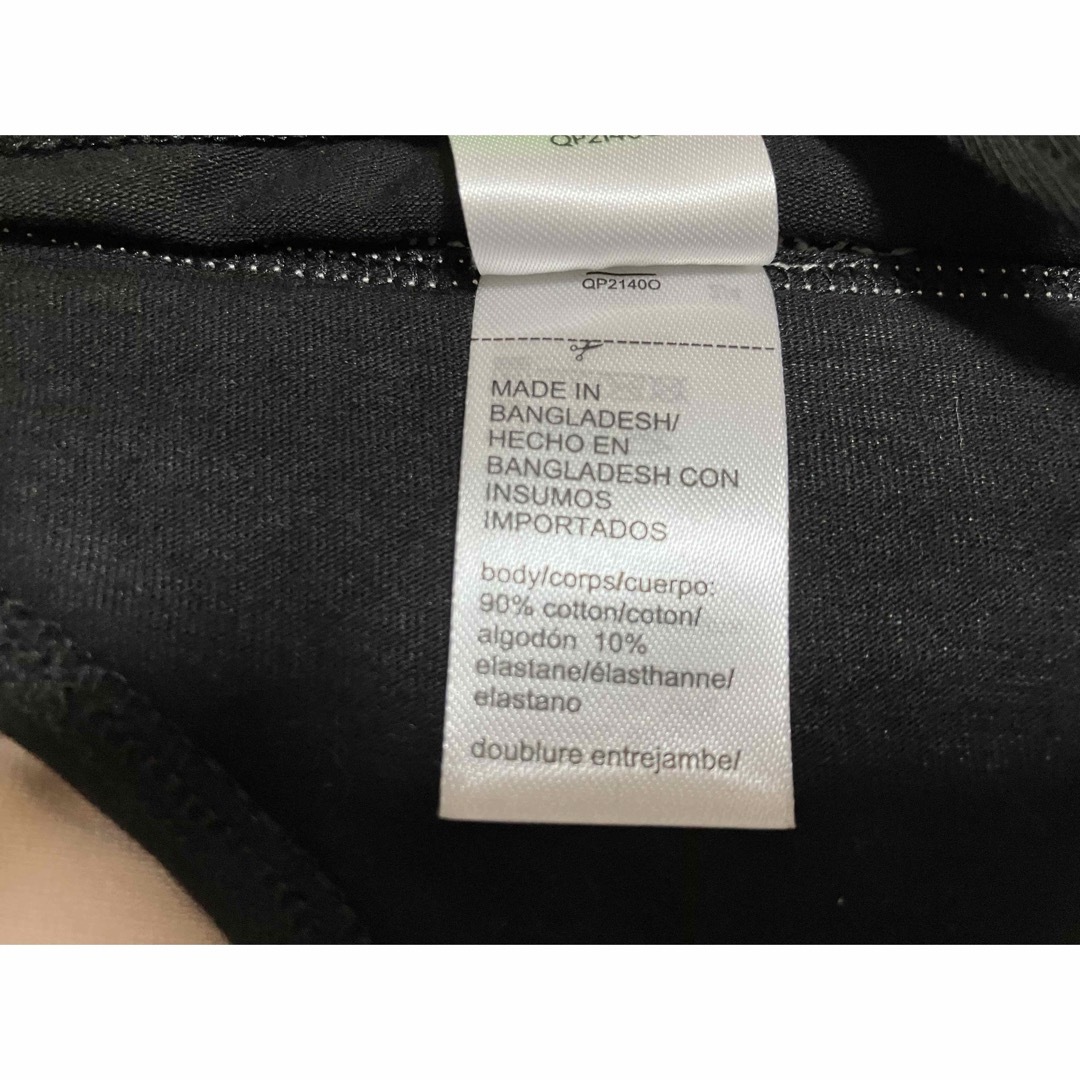 QP2140O
QP2140O
MADE IN
BANGLADESH/
HECHO EN
BANGLADESH CON
INSUMOS
IMPORTADOS
body/corps/cuerpo:
90% cotton/coton/
algodón 10%
elastane/élasthanne/
elastano
doublure entrejambe/